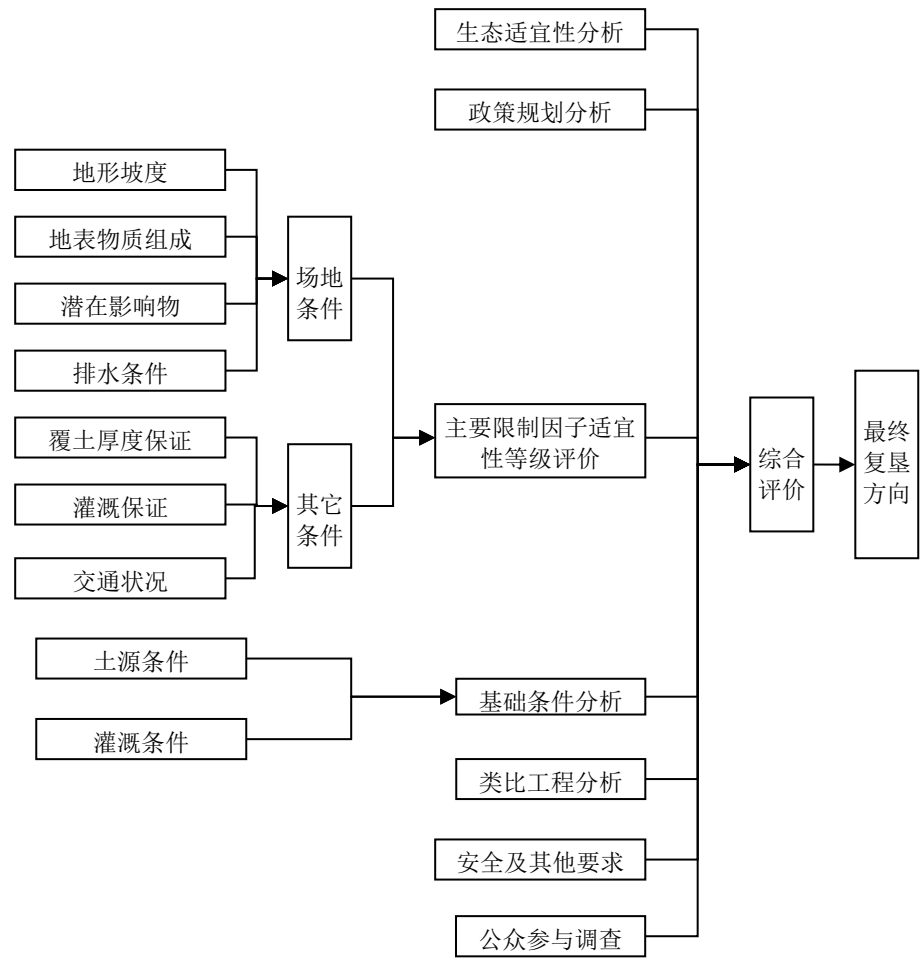 生态适宜性分析
政策规划分析
地形坡度
地表物质组成
潜在影响物
排水条件
场地
条件
覆土厚度保证
灌溉保证
交通状况
其它
条件
主要限制因子适宜
性等级评价
土源条件
灌溉条件
基础条件分析
类比工程分析
安全及其他要求
公众参与调查
综合
评价
最终
复垦
方向